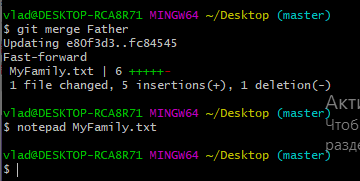 vlad@DESKTOP-RCA8R71 MINGW64 ~/Desktop (master)
$ git merge Father
Updating e80f3d3..fc84545
Fast-forward
 MyFamily.txt | 6 +++++-
 1 file changed, 5 insertions(+), 1 deletion(-)
vlad@DESKTOP-RCA8R71 MINGW64 ~/Desktop (master)
$ notepad MyFamily.txt
vlad@DESKTOP-RCA8R71 MINGW64 ~/Desktop (master)
$
Акти
Чтоб
разде